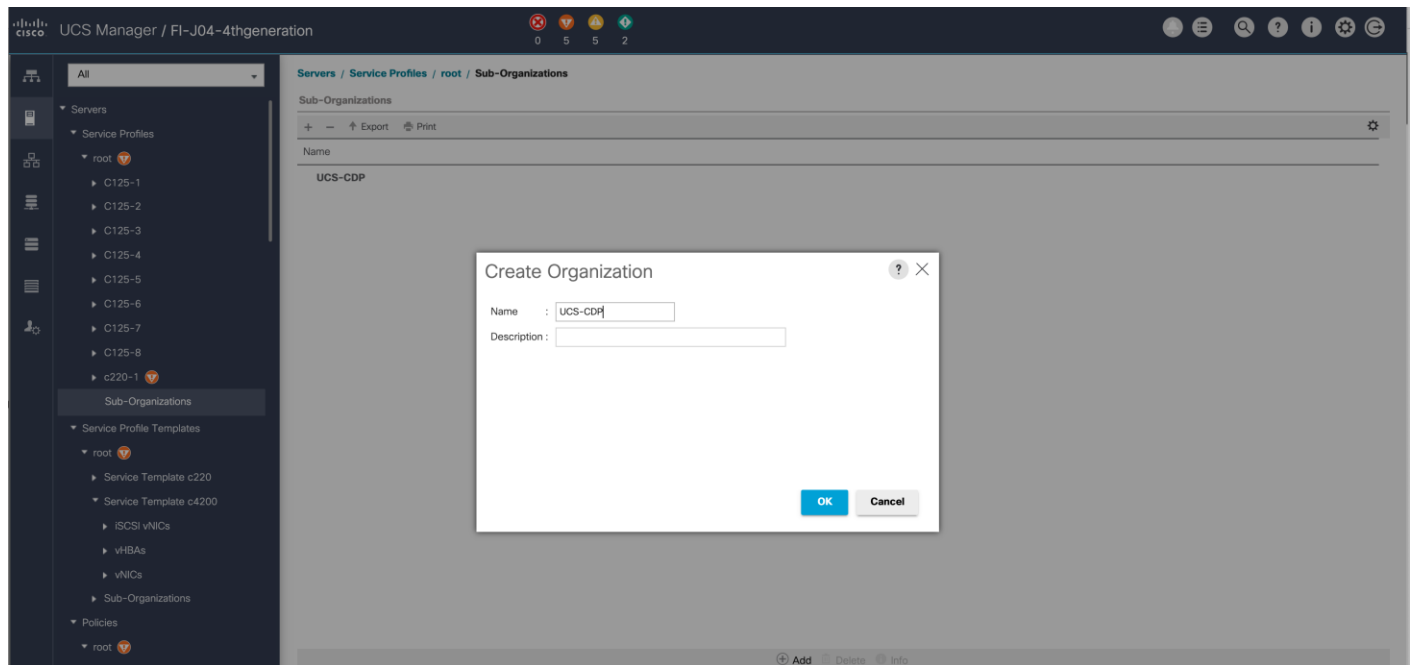 cisco UCS Manager / FI-J04-4thgeneration
0 5 5 2
All
Servers
Service Profiles
root
C125-1
C125-2
C125-3
C125-4
C125-5
C125-6
C125-7
C125-8
c220-1
Sub-Organizations
Service Profile Templates
root
Service Template c220
Service Template c4200
iSCSI vNICs
vHBAs
vNICs
Sub-Organizations
Policies
root
Servers / Service Profiles / root / Sub-Organizations
Sub-Organizations
+ − Export Print
Name
UCS-CDP
Create Organization ?
Name : UCS-CDP
Description :
OK Cancel
Add Delete Info